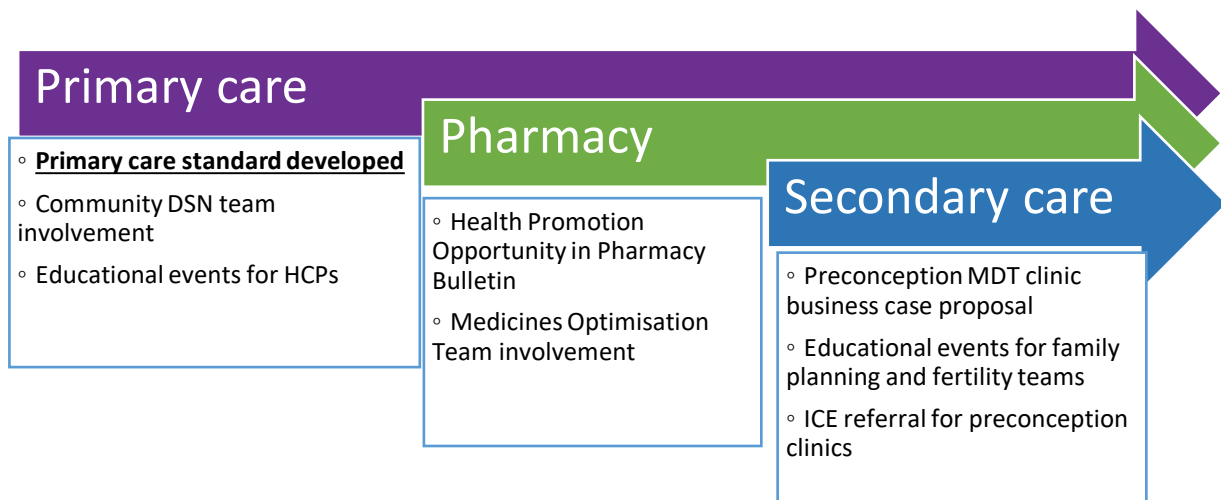 Primary care
◦ Primary care standard developed
◦ Community DSN team
involvement
◦ Educational events for HCPs
Pharmacy
◦ Health Promotion
Opportunity in Pharmacy
Bulletin
◦ Medicines Optimisation
Team involvement
Secondary care
◦ Preconception MDT clinic
business case proposal
◦ Educational events for family
planning and fertility teams
◦ ICE referral for preconception
clinics